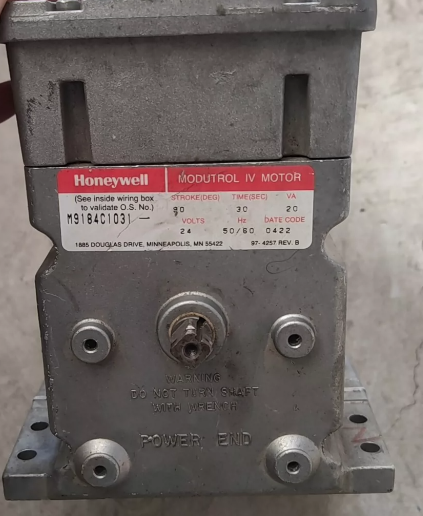 Honeywell MODUTROL IV MOTOR
(See inside wiring box STROKE(DEG) TIME(SEC) VA
to validate O.S. No.) 90 30 20
M9184C1031 — VOLTS Hz DATE CODE
24 50/60 0422
1885 DOUGLAS DRIVE, MINNEAPOLIS, MN 55422 97-4257 REV. B
WARNING
DO NOT TURN SHAFT
WITH WRENCH
POWER END